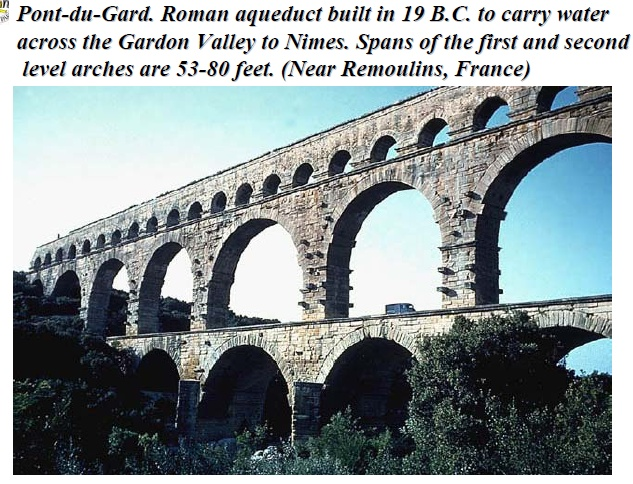 Pont-du-Gard. Roman aqueduct built in 19 B.C. to carry water
across the Gardon Valley to Nimes. Spans of the first and second
level arches are 53-80 feet. (Near Remoulins, France)